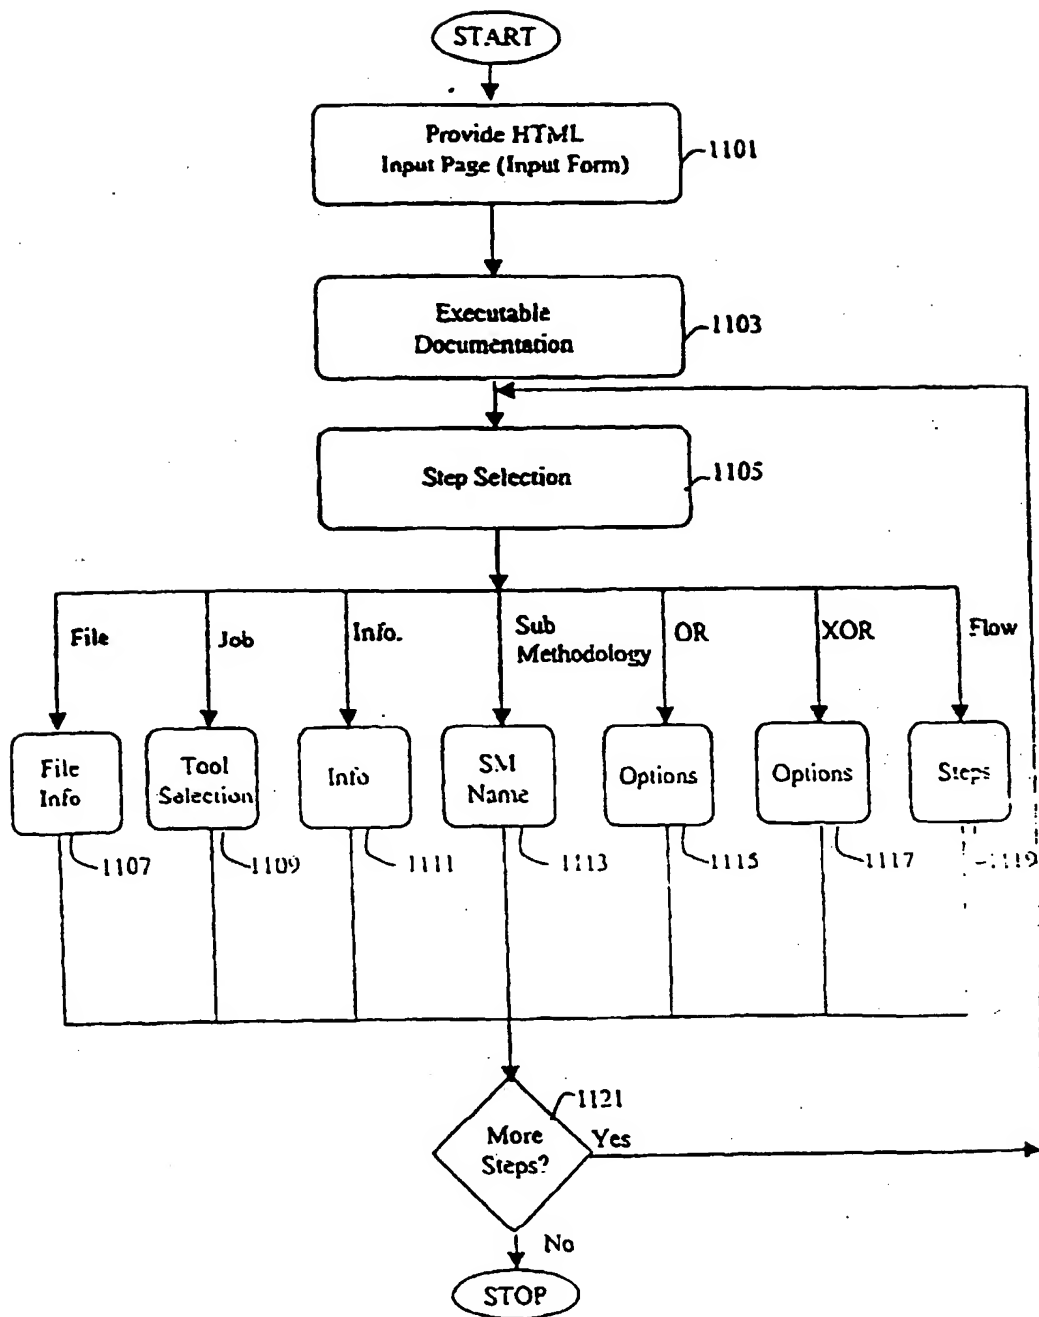 START
Provide HTML
Input Page (Input Form)
1101
Executable
Documentation
1103
Step Selection
1105
File
Job
Info.
Sub
Methodology
OR
XOR
Flow
File
Info
Tool
Selection
Info
SM
Name
Options
Options
Steps
1107
1109
1111
1113
1115
1117
1119
1121
More
Steps?
Yes
No
STOP